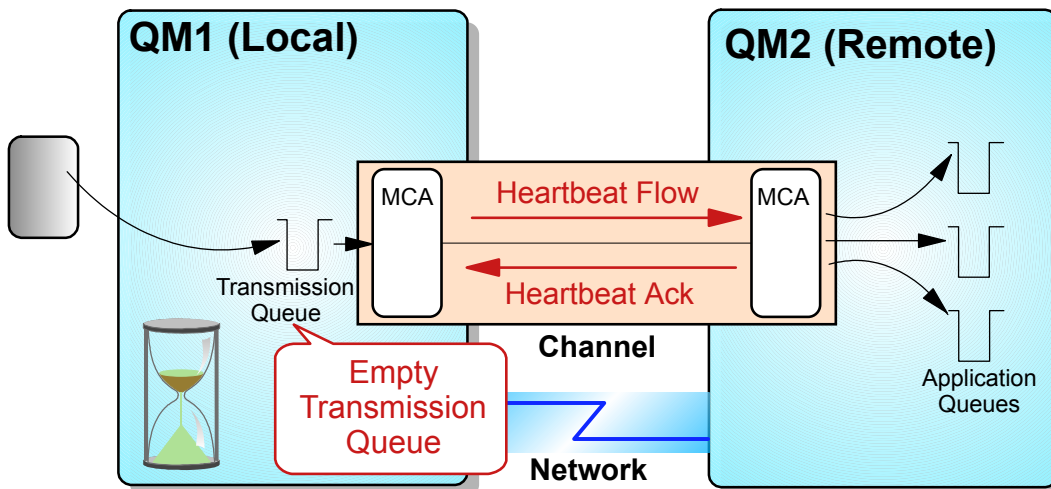 QM1 (Local)
QM2 (Remote)
MCA
Heartbeat Flow
MCA
Heartbeat Ack
Transmission
Queue
Channel
Empty
Transmission
Queue
Application
Queues
Network